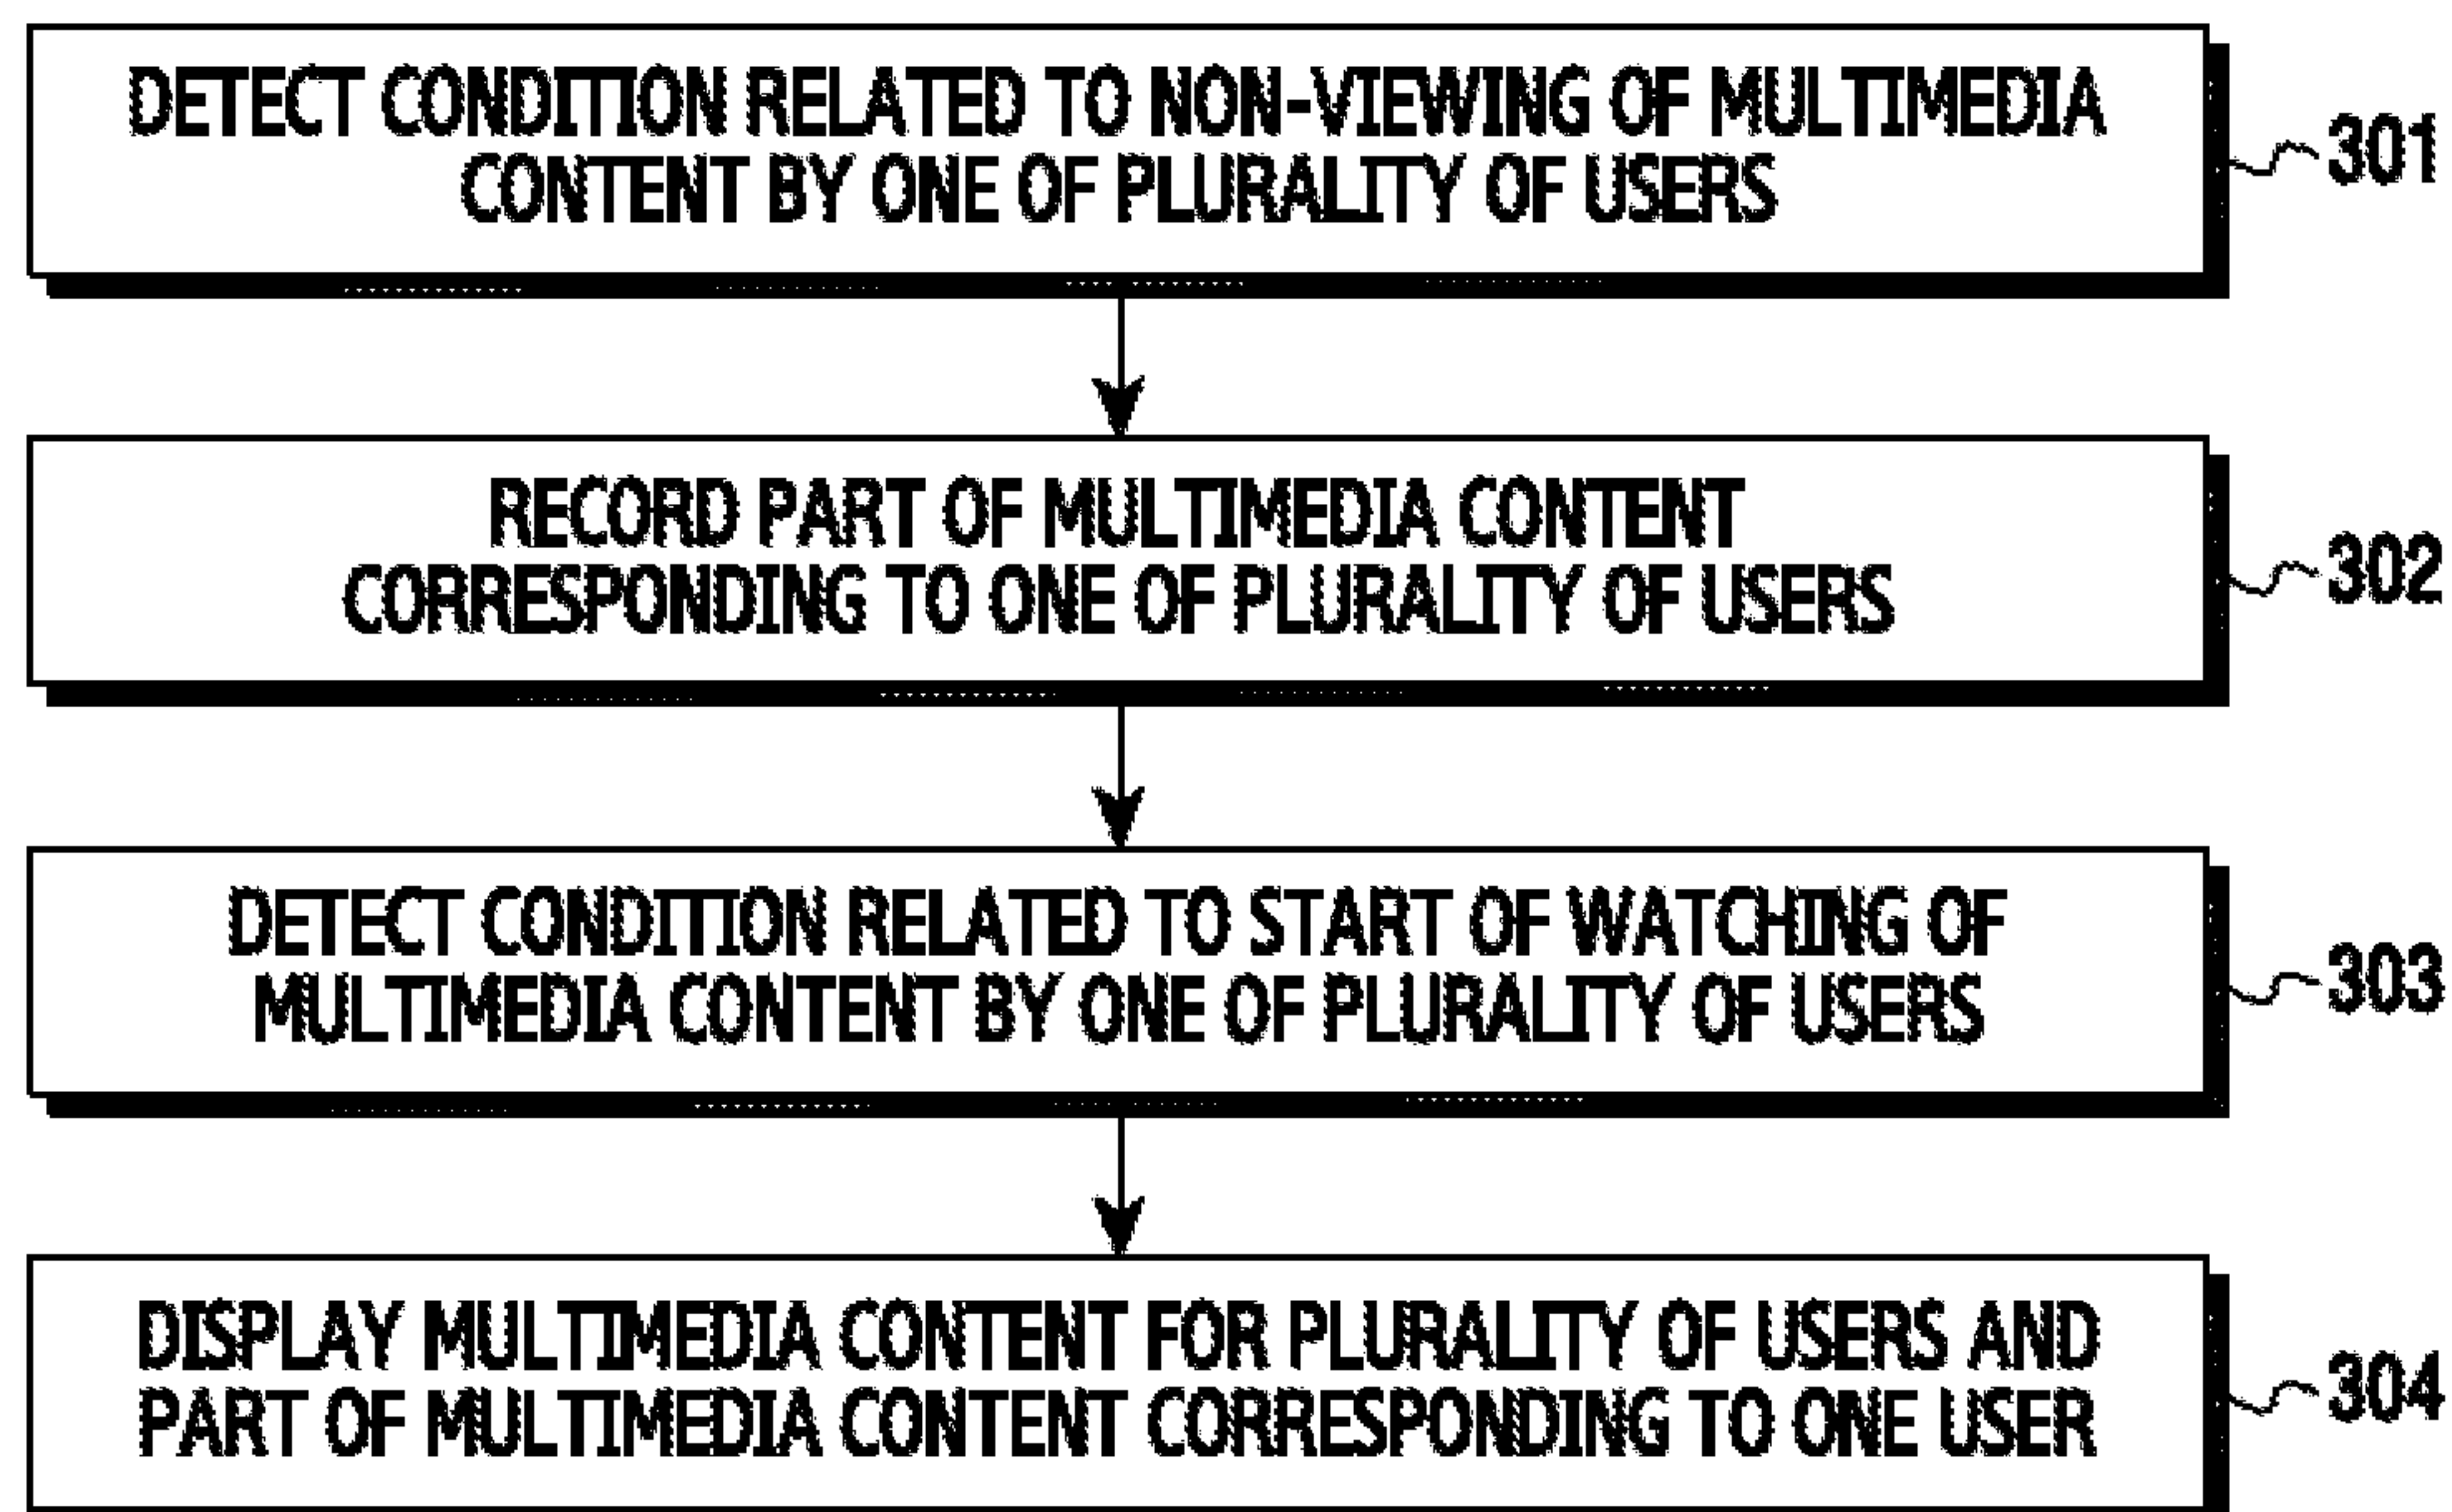 DETECT CONDITION RELATED TO NON-VIEWING OF MULTIMEDIA
CONTENT BY ONE OF PLURALITY OF USERS
301
RECORD PART OF MULTIMEDIA CONTENT
CORRESPONDING TO ONE OF PLURALITY OF USERS
302
DETECT CONDITION RELATED TO START OF WATCHING OF
MULTIMEDIA CONTENT BY ONE OF PLURALITY OF USERS
303
DISPLAY MULTIMEDIA CONTENT FOR PLURALITY OF USERS AND
PART OF MULTIMEDIA CONTENT CORRESPONDING TO ONE USER
304